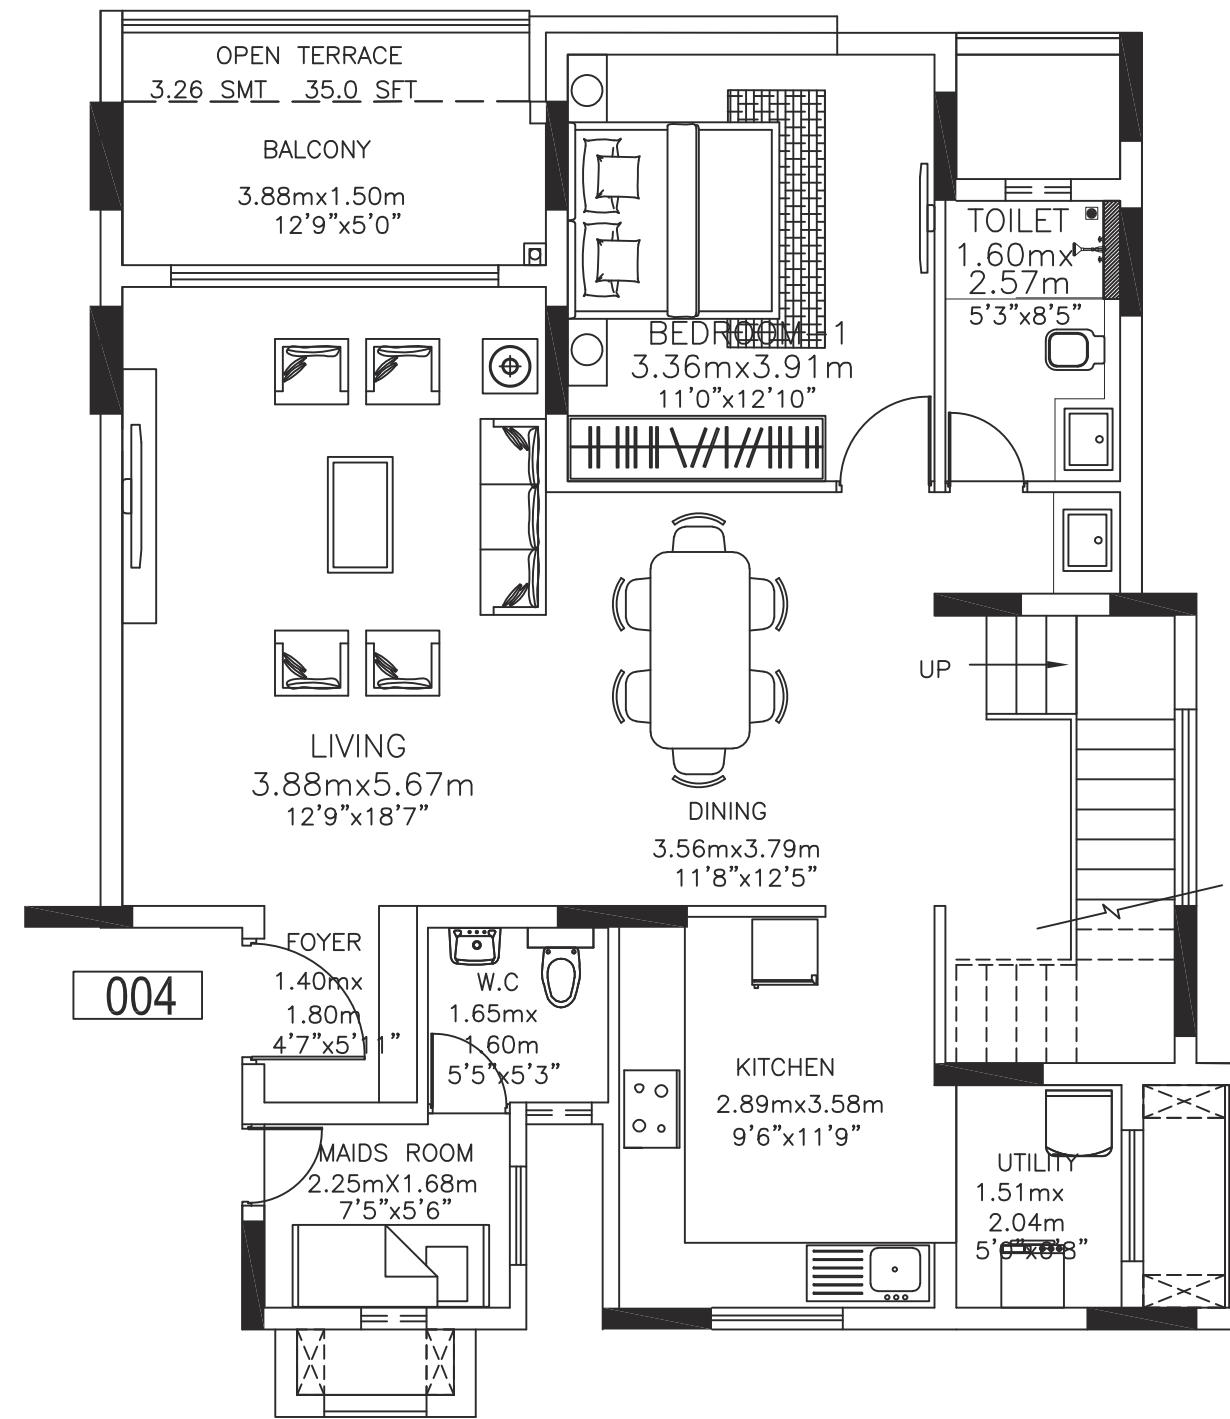 OPEN TERRACE
3.26 SMT 35.0 SFT
BALCONY
3.88mx1.50m
12'9"x5'0"
TOILET
1.60mx
2.57m
5'3"x8'5"
BEDROOM-1
3.36mx3.91m
11'0"x12'10"
UP
LIVING
3.88mx5.67m
12'9"x18'7"
DINING
3.56mx3.79m
11'8"x12'5"
FOYER
1.40mx
1.80m
4'7"x5'11"
004
W.C
1.65mx
1.60m
5'5"x5'3"
KITCHEN
2.89mx3.58m
9'6"x11'9"
MAIDS ROOM
2.25mX1.68m
7'5"x5'6"
UTILITY
1.51mx
2.04m